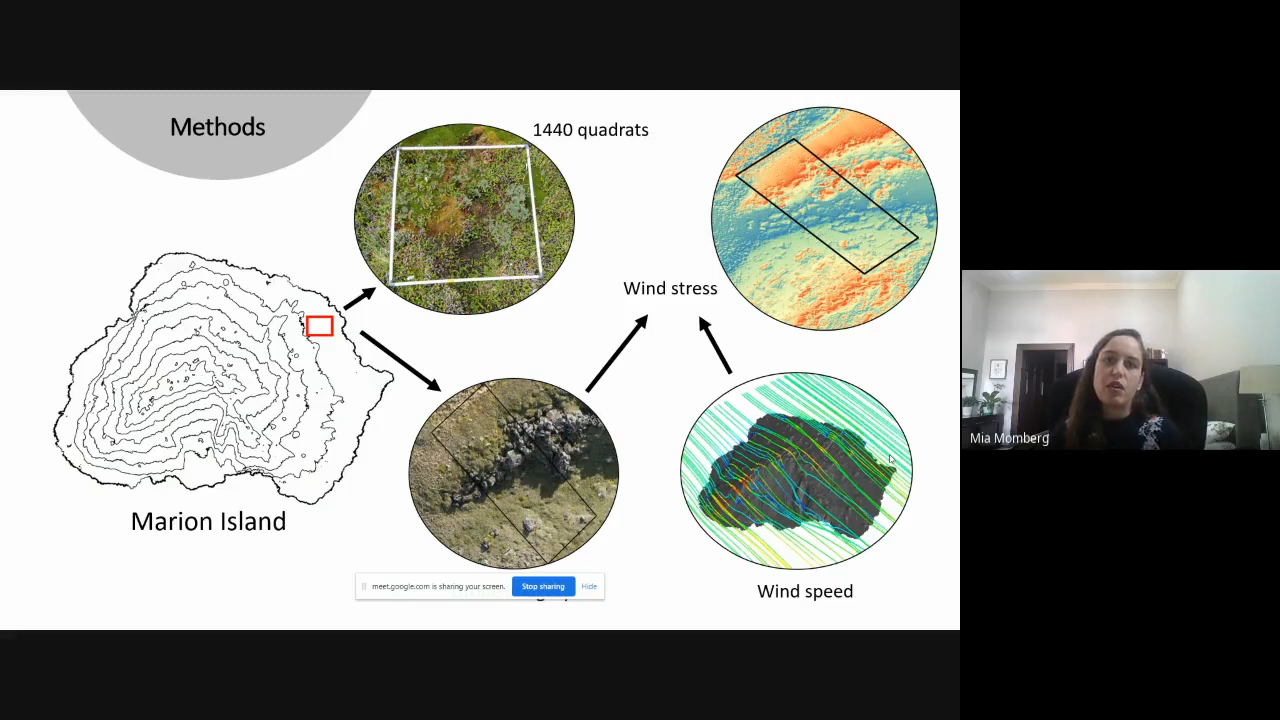 Methods
1440 quadrats
Wind stress
Marion Island
Wind speed
meet.google.com is sharing your screen.
Stop sharing
Hide
Mia Momberg